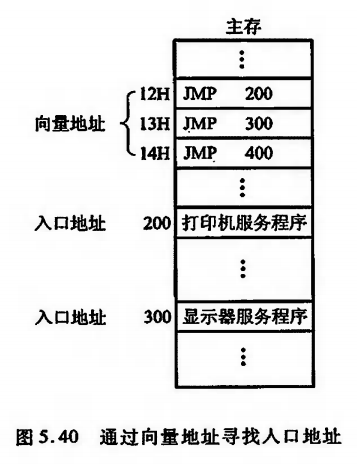 主存
⋮
12H JMP 200
向量地址 13H JMP 300
14H JMP 400
⋮
入口地址 200 打印机服务程序
⋮
入口地址 300 显示器服务程序
⋮
图5.40 通过向量地址寻找入口地址